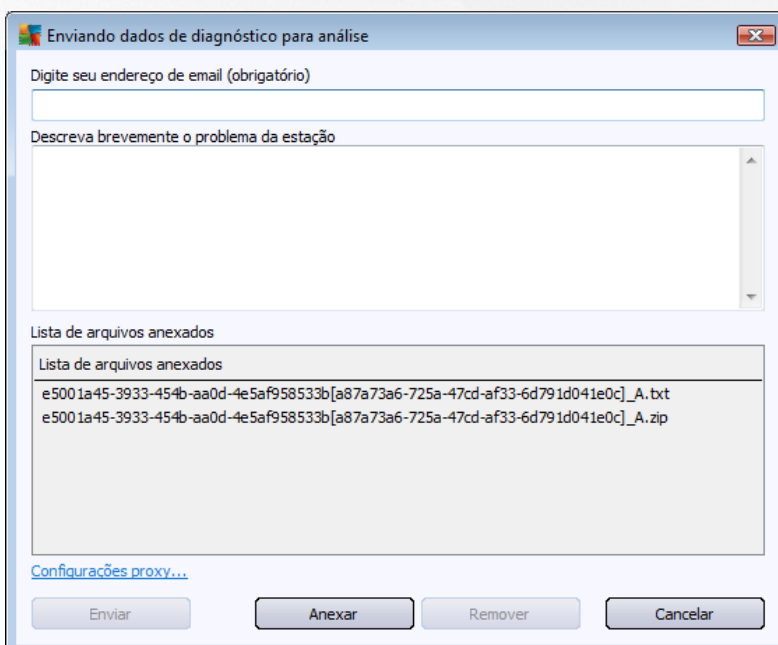 Enviando dados de diagnóstico para análise
Digite seu endereço de email (obrigatório)
Descreva brevemente o problema da estação
Lista de arquivos anexados
Lista de arquivos anexados
e5001a45-3933-454b-aa0d-4e5af958533b[a87a73a6-725a-47cd-af33-6d791d041e0c]_A.txt
e5001a45-3933-454b-aa0d-4e5af958533b[a87a73a6-725a-47cd-af33-6d791d041e0c]_A.zip
Configurações proxy...
Enviar Anexar Remover Cancelar